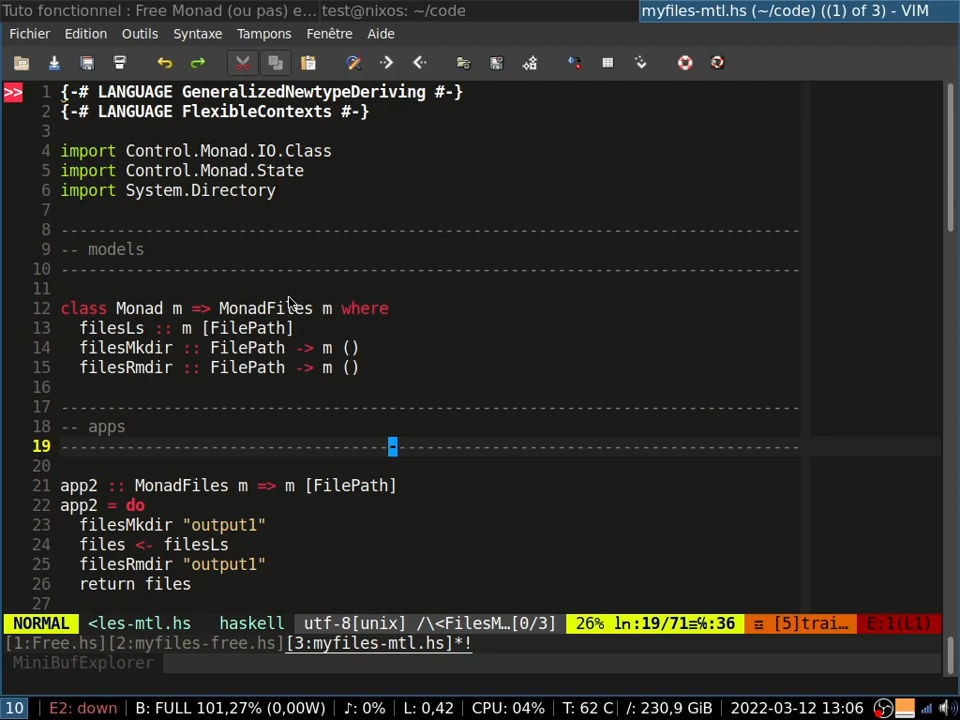 Tuto fonctionnel : Free Monad (ou pas) e... test@nixos: ~/code myfiles-mtl.hs (~/code) ((1) of 3) - VIM
Fichier Edition Outils Syntaxe Tampons Fenêtre Aide
>> 1 {-# LANGUAGE GeneralizedNewtypeDeriving #-}
2 {-# LANGUAGE FlexibleContexts #-}
3
4 import Control.Monad.IO.Class
5 import Control.Monad.State
6 import System.Directory
7
8 -------------------------------------------------------------------------------
9 -- models
10 -------------------------------------------------------------------------------
11
12 class Monad m => MonadFiles m where
13 filesLs :: m [FilePath]
14 filesMkdir :: FilePath -> m ()
15 filesRmdir :: FilePath -> m ()
16
17 -------------------------------------------------------------------------------
18 -- apps
19 -------------------------------------------------------------------------------
20
21 app2 :: MonadFiles m => m [FilePath]
22 app2 = do
23 filesMkdir "output1"
24 files <- filesLs
25 filesRmdir "output1"
26 return files
27
NORMAL <les-mtl.hs haskell utf-8[unix] /\<FilesM…[0/3] 26% ln:19/71≡℅:36 ≡ [5]trai… E:1(L1)
[1:Free.hs][2:myfiles-free.hs][3:myfiles-mtl.hs]*!
MiniBufExplorer
10 E2: down B: FULL 101,27% (0,00W) ♪: 0% L: 0,42 CPU: 04% T: 62 C /: 230,9 GiB 2022-03-12 13:06